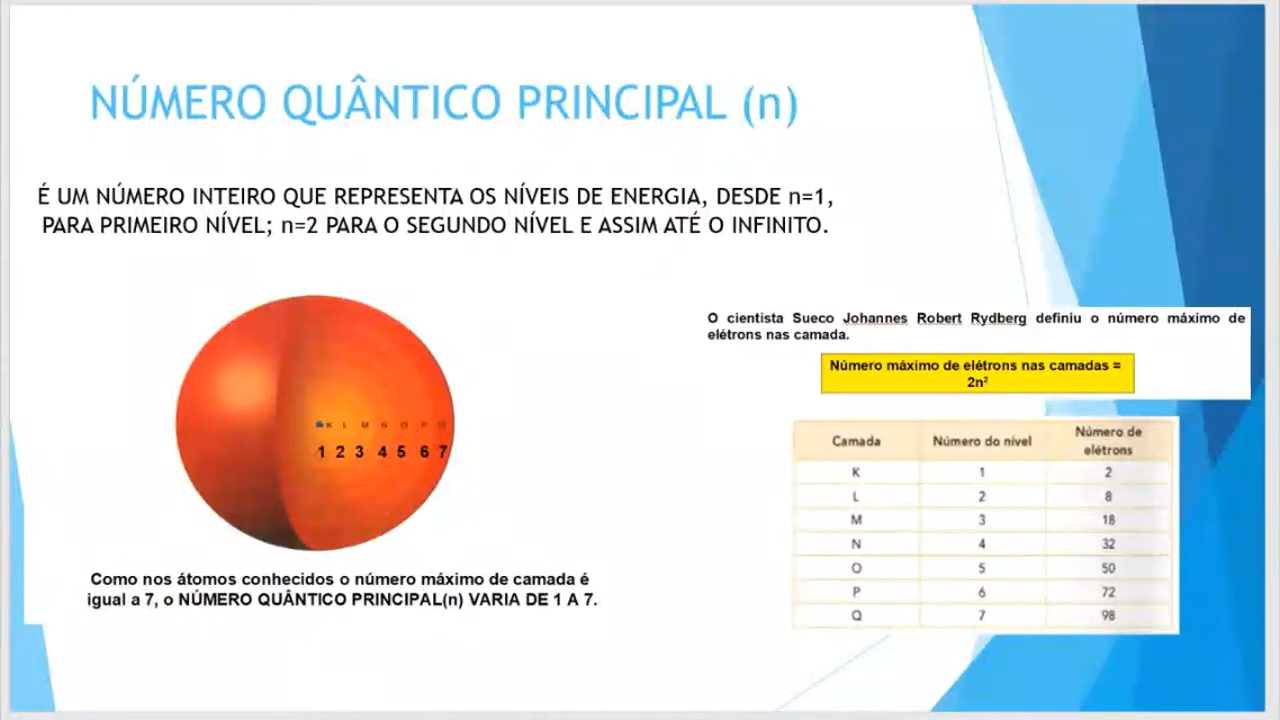 NÚMERO QUÂNTICO PRINCIPAL (n)
É UM NÚMERO INTEIRO QUE REPRESENTA OS NÍVEIS DE ENERGIA, DESDE n=1,
PARA PRIMEIRO NÍVEL; n=2 PARA O SEGUNDO NÍVEL E ASSIM ATÉ O INFINITO.
O cientista Sueco Johannes Robert Rydberg definiu o número máximo de
elétrons nas camada.
Número máximo de elétrons nas camadas =
2n²
K L M N O P Q
1 2 3 4 5 6 7
Camada Número do nível Número de elétrons
K 1 2
L 2 8
M 3 18
N 4 32
O 5 50
P 6 72
Q 7 98
Como nos átomos conhecidos o número máximo de camada é
igual a 7, o NÚMERO QUÂNTICO PRINCIPAL(n) VARIA DE 1 A 7.